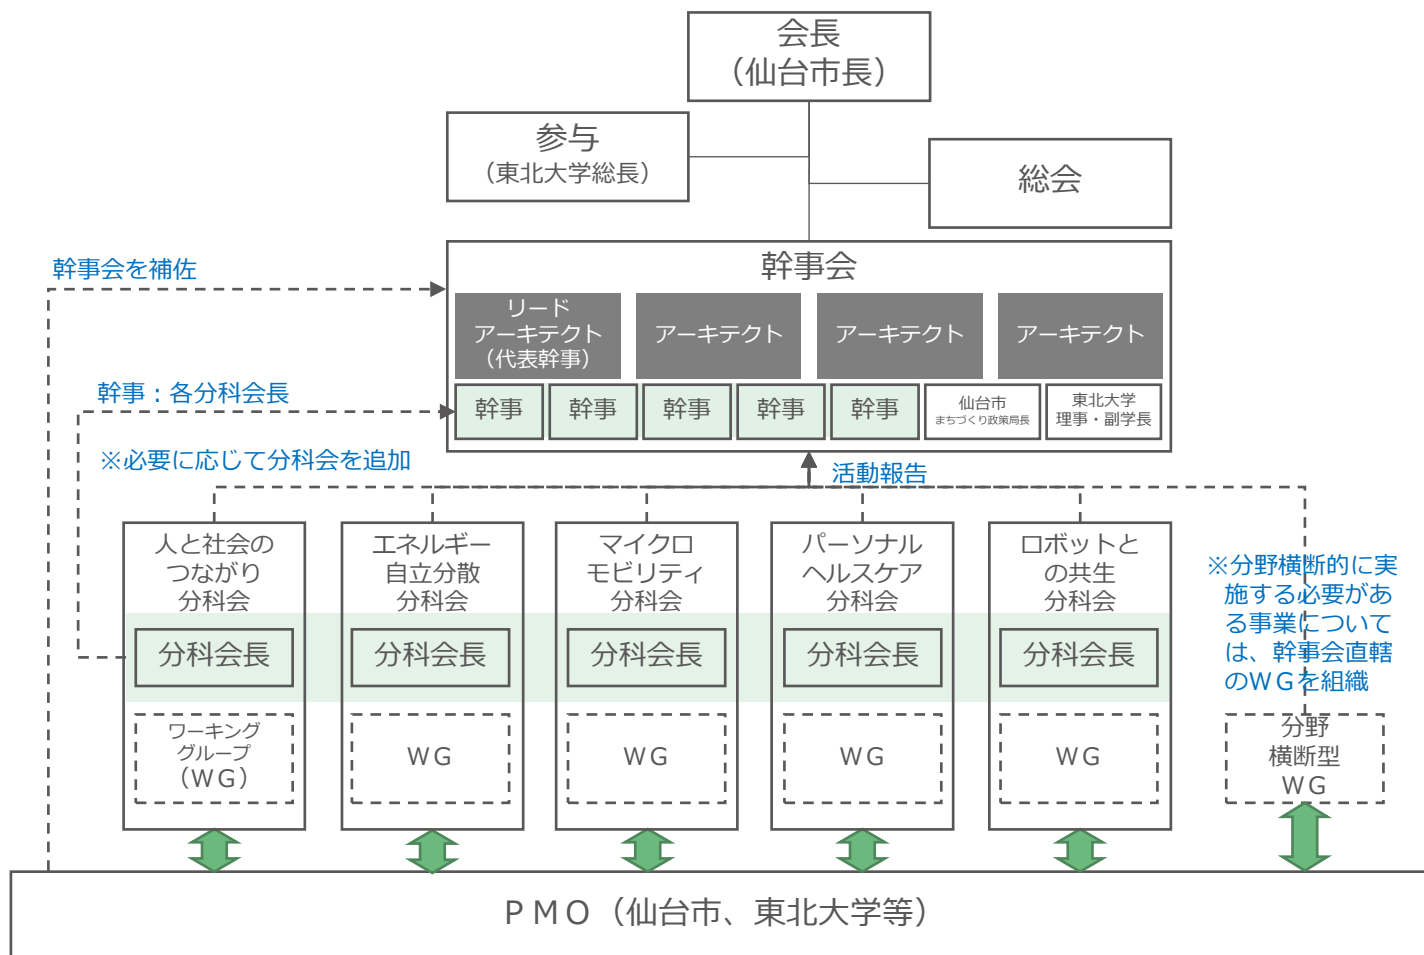 会長
（仙台市長）
参与
（東北大学総長）
総会
幹事会を補佐
幹事会
リード
アーキテクト
（代表幹事）
アーキテクト
アーキテクト
アーキテクト
幹事：各分科会長
幹事
幹事
幹事
幹事
幹事
仙台市
まちづくり政策局長
東北大学
理事・副学長
※必要に応じて分科会を追加
活動報告
人と社会の
つながり
分科会
エネルギー
自立分散
分科会
マイクロ
モビリティ
分科会
パーソナル
ヘルスケア
分科会
ロボットと
の共生
分科会
※分野横断的に実
施する必要があ
る事業について
は、幹事会直轄
のＷＧを組織
分科会長
分科会長
分科会長
分科会長
分科会長
ワーキング
グループ
（ＷＧ）
ＷＧ
ＷＧ
ＷＧ
ＷＧ
分野
横断型
ＷＧ
ＰＭＯ（仙台市、東北大学等）